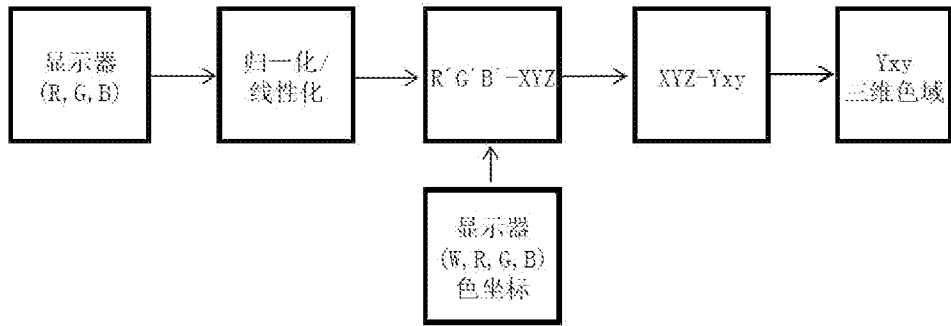 显示器
(R,G,B)
归一化/
线性化
R′G′B′-XYZ
XYZ-Yxy
Yxy
三维色域
显示器
(W,R,G,B)
色坐标